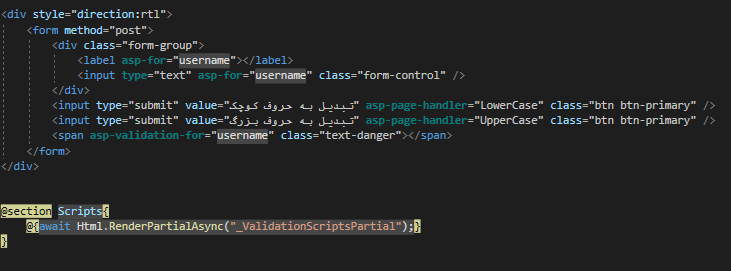 <div style="direction:rtl">
<form method="post">
<div class="form-group">
<label asp-for="username"></label>
<input type="text" asp-for="username" class="form-control" />
</div>
<input type="submit" value="تبدیل به حروف کوچک" asp-page-handler="LowerCase" class="btn btn-primary" />
<input type="submit" value="تبدیل به حروف بزرگ" asp-page-handler="UpperCase" class="btn btn-primary" />
<span asp-validation-for="username" class="text-danger"></span>
</form>
</div>
@section Scripts{
@{await Html.RenderPartialAsync("_ValidationScriptsPartial");}
}